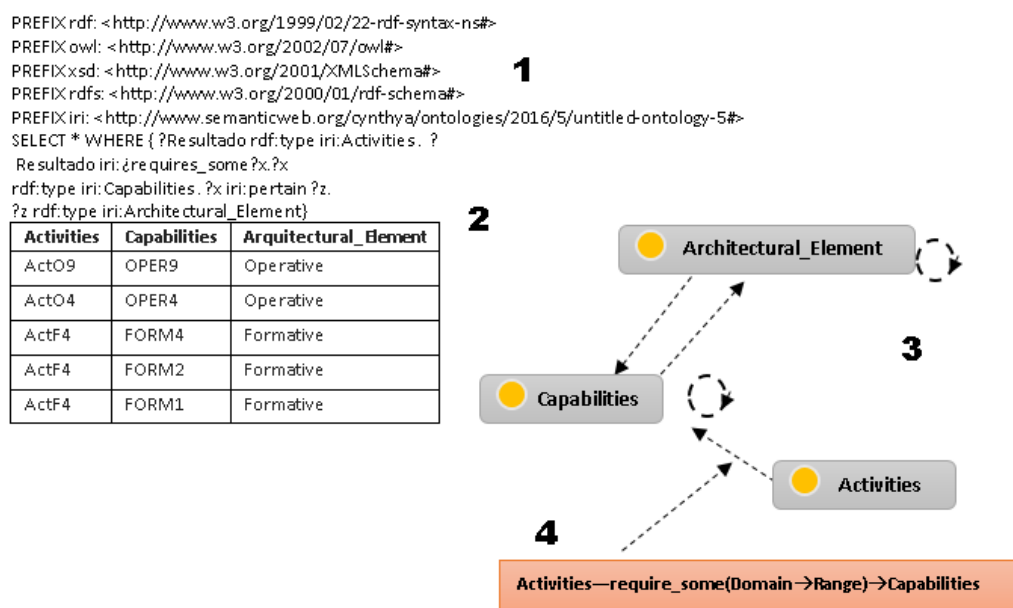 PREFIX rdf: <http://www.w3.org/1999/02/22-rdf-syntax-ns#>
PREFIX owl: <http://www.w3.org/2002/07/owl#>
PREFIX xsd: <http://www.w3.org/2001/XMLSchema#>
PREFIX rdfs: <http://www.w3.org/2000/01/rdf-schema#>
PREFIX iri: <http://www.semanticweb.org/cynthya/ontologies/2016/5/untitled-ontology-5#>
SELECT * WHERE { ?Resultado rdf:type iri:Activities. ?
Resultado iri:¿requires_some ?x.?x
rdf:type iri:Capabilities. ?x iri:pertain ?z.
?z rdf:type iri:Architectural_Element}
1
2
Activities Capabilities Arquitectural_Element
ActO9 OPER9 Operative
ActO4 OPER4 Operative
ActF4 FORM4 Formative
ActF4 FORM2 Formative
ActF4 FORM1 Formative
Architectural_Element
3
Capabilities
Activities
4
Activities—require_some(Domain→Range)→Capabilities